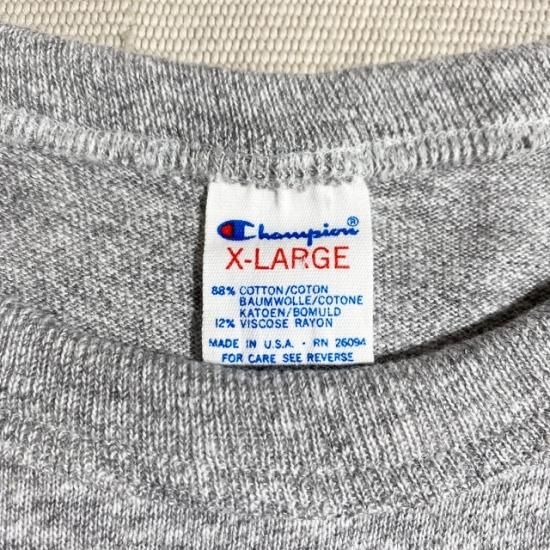 Champion®
X-LARGE
88% COTTON/COTON
BAUMWOLLE/COTONE
KATOEN/BOMULD
12% VISCOSE RAYON
MADE IN U.S.A. · RN 26094
FOR CARE SEE REVERSE